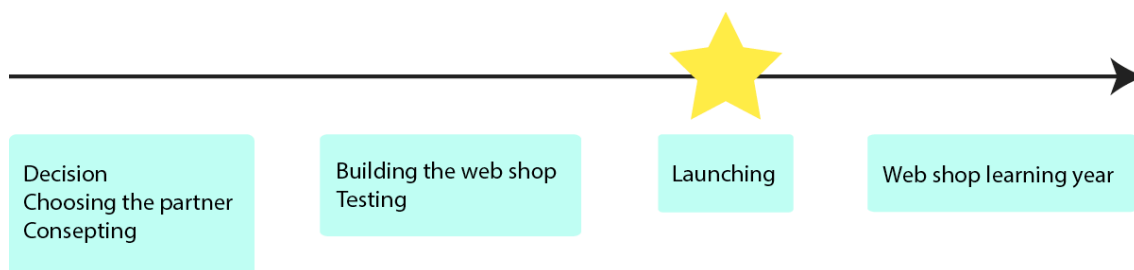 Decision
Choosing the partner
Consepting
Building the web shop
Testing
Launching
Web shop learning year